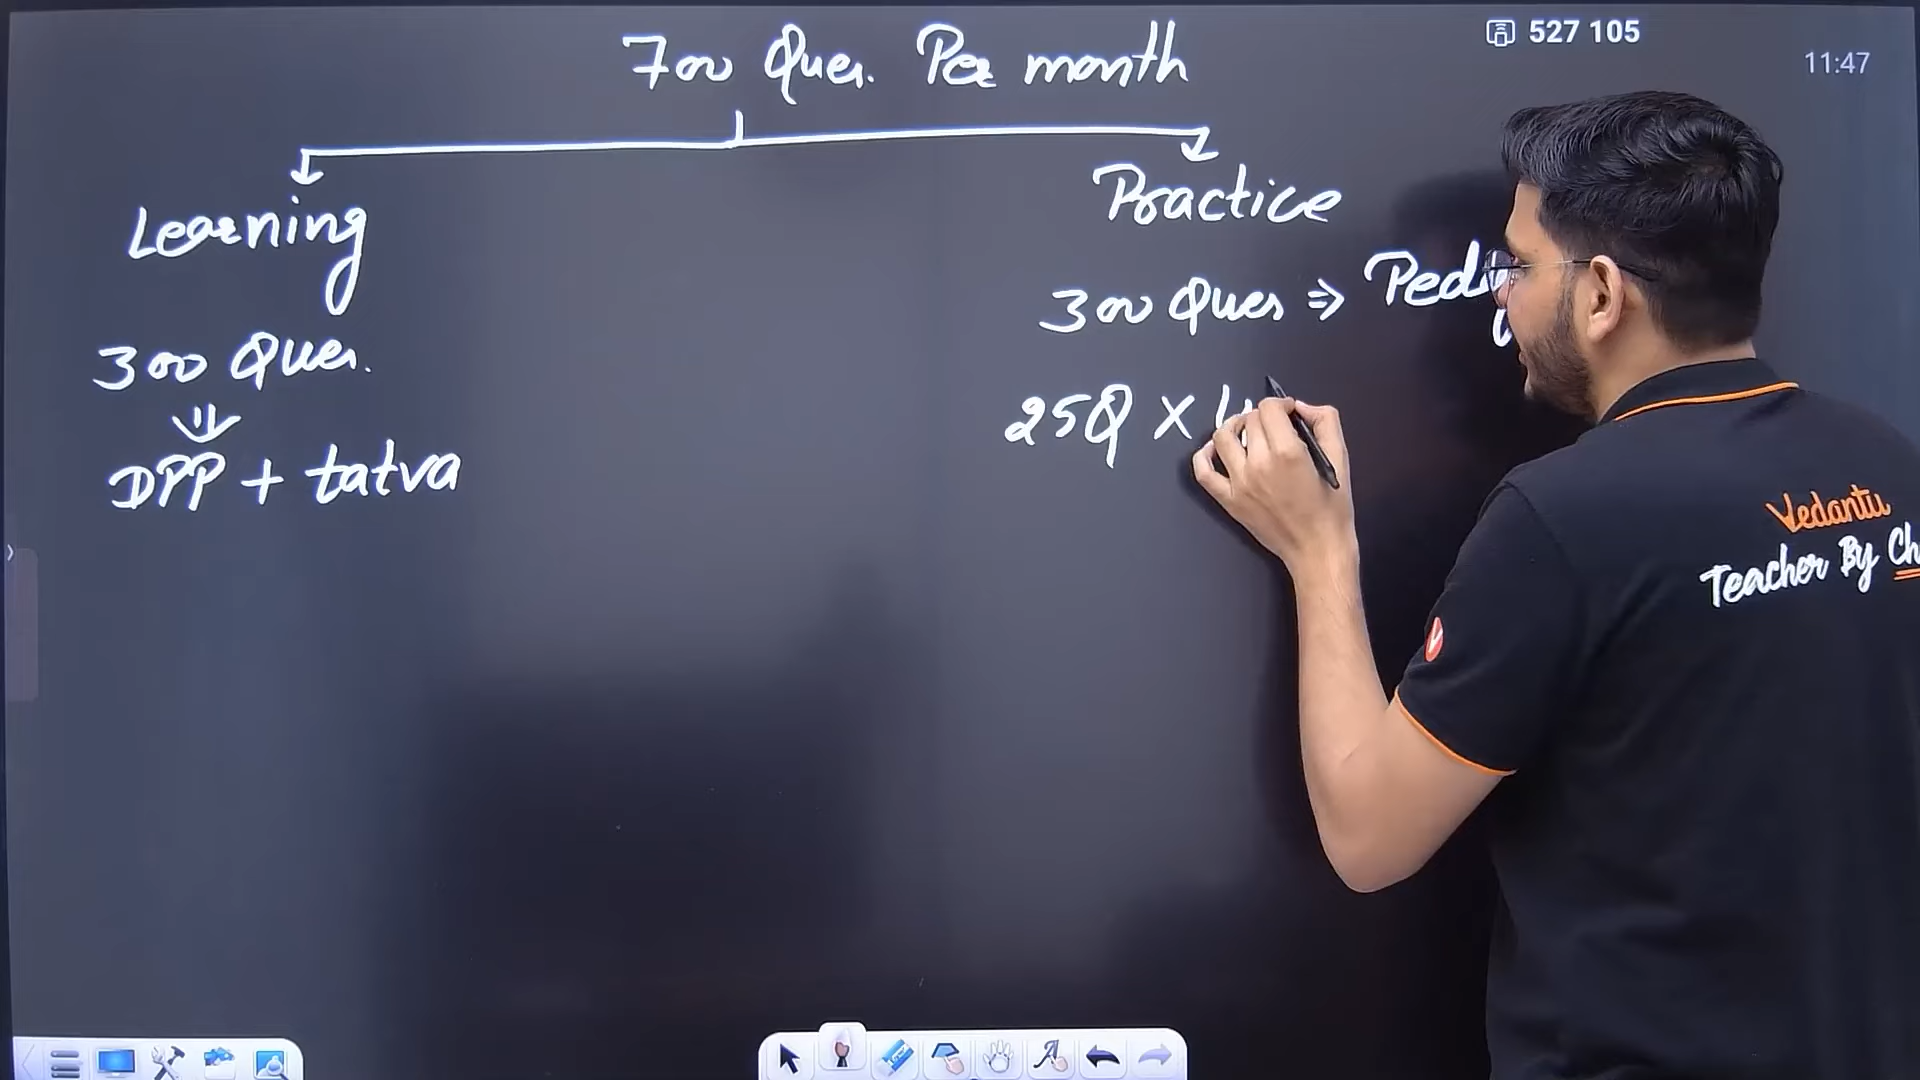 700 Ques. Per month
527 105
11:47
Learning
Practice
300 Ques.
DPP + tatva
300 Ques ⇒
25Q X
Vedantu
Teacher By